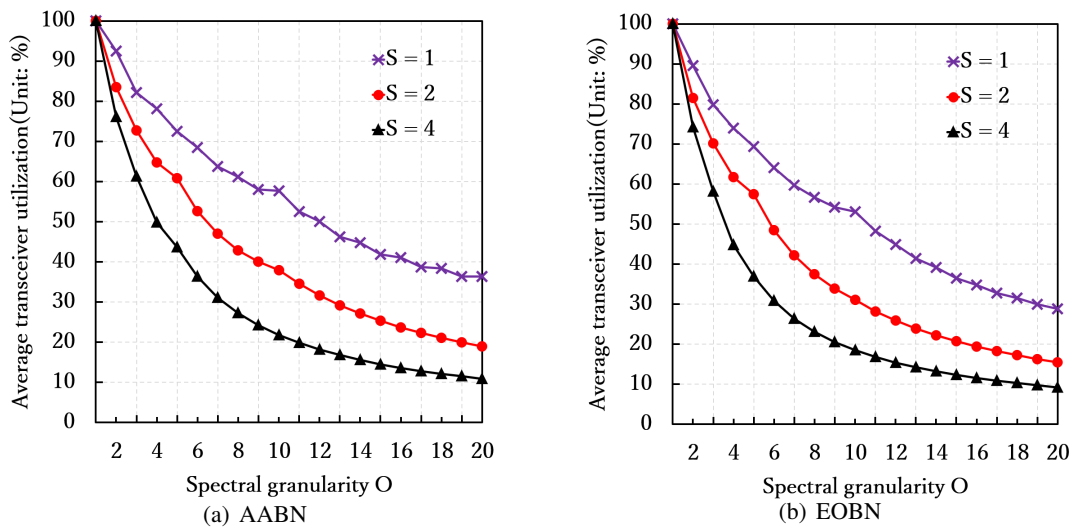 Average transceiver utilization(Unit: %)
100
90
80
70
60
50
40
30
20
10
0
S = 1
S = 2
S = 4
2 4 6 8 10 12 14 16 18 20
Spectral granularity O
(a) AABN
Average transceiver utilization(Unit: %)
100
90
80
70
60
50
40
30
20
10
0
S = 1
S = 2
S = 4
2 4 6 8 10 12 14 16 18 20
Spectral granularity O
(b) EOBN